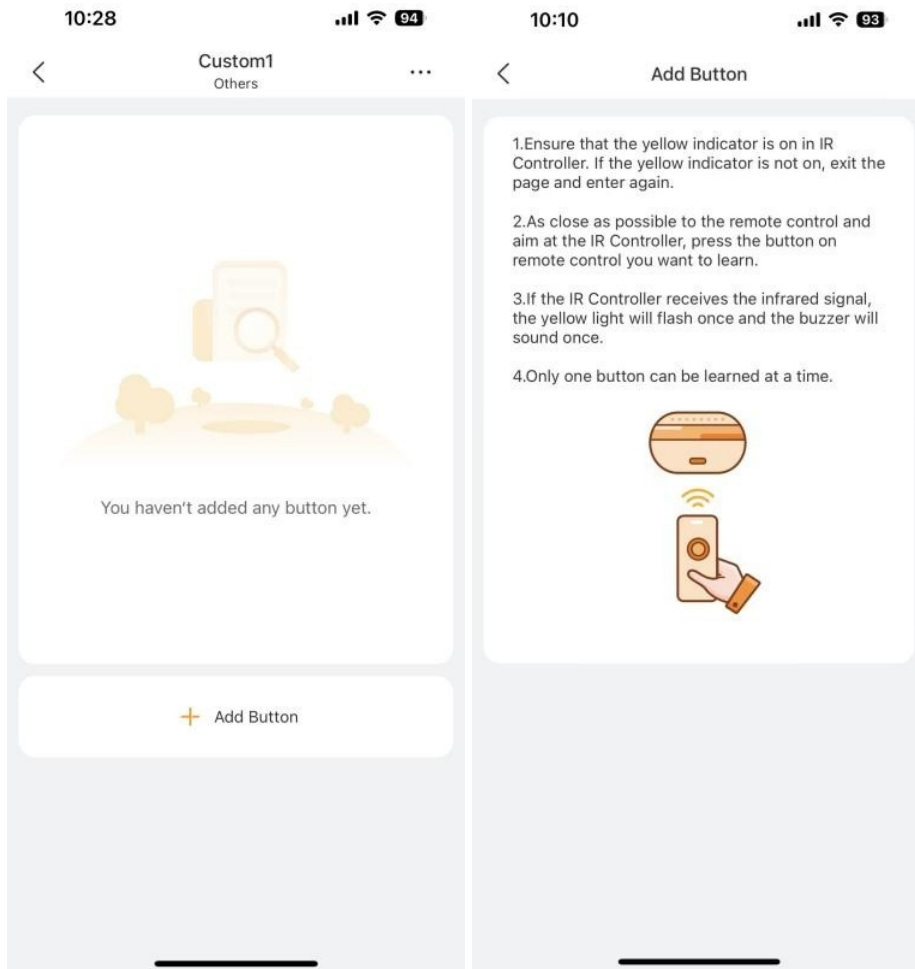 10:28
94
Custom1
Others
You haven't added any button yet.
Add Button
10:10
93
Add Button
1.Ensure that the yellow indicator is on in IR
Controller. If the yellow indicator is not on, exit the
page and enter again.
2.As close as possible to the remote control and
aim at the IR Controller, press the button on
remote control you want to learn.
3.If the IR Controller receives the infrared signal,
the yellow light will flash once and the buzzer will
sound once.
4.Only one button can be learned at a time.